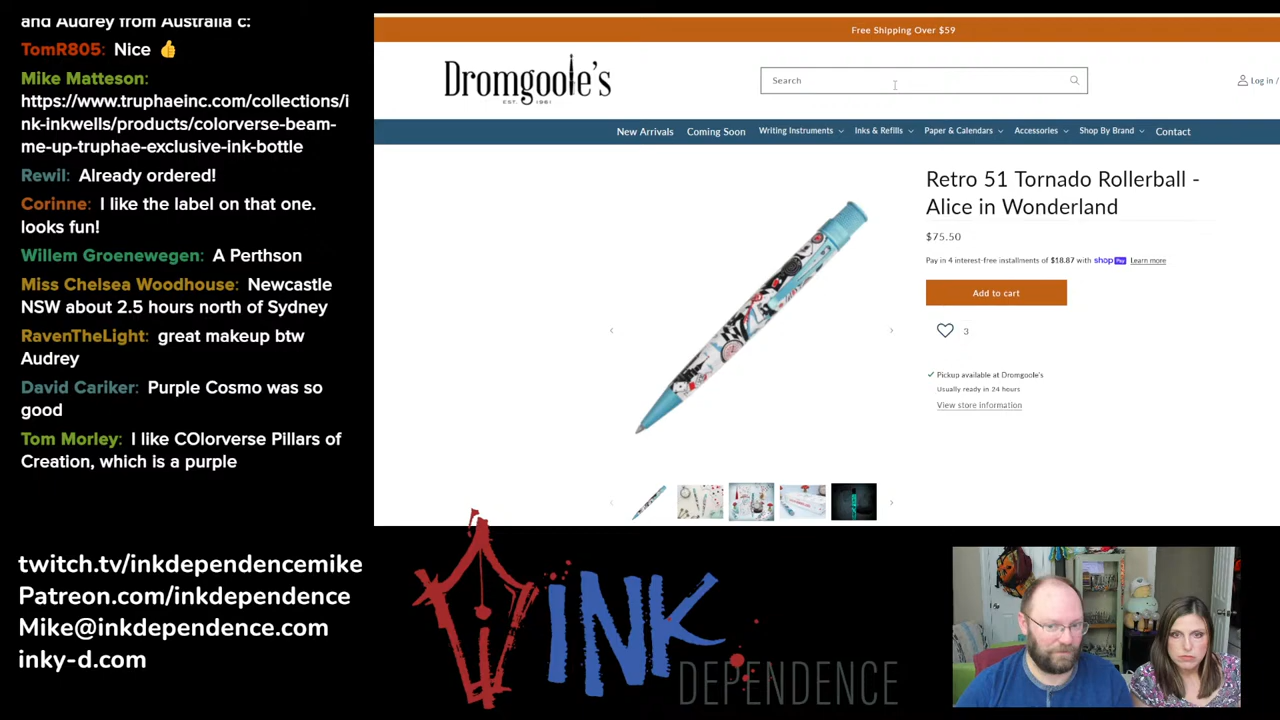 and Audrey from Australia c:
TomR805: Nice 👍
Mike Matteson:
https://www.truphaeinc.com/collections/i
nk-inkwells/products/colorverse-beam-
me-up-truphae-exclusive-ink-bottle
Rewil: Already ordered!
Corinne: I like the label on that one.
looks fun!
Willem Groenewegen: A Perthson
Miss Chelsea Woodhouse: Newcastle
NSW about 2.5 hours north of Sydney
RavenTheLight: great makeup btw
Audrey
David Cariker: Purple Cosmo was so
good
Tom Morley: I like COlorverse Pillars of
Creation, which is a purple
Free Shipping Over $59
Dromgoole's
EST. 1961
Search
Log in /
New Arrivals Coming Soon Writing Instruments Inks & Refills Paper & Calendars Accessories Shop By Brand Contact
Retro 51 Tornado Rollerball -
Alice in Wonderland
$75.50
Pay in 4 interest-free installments of $18.87 with shop Pay Learn more
Add to cart
3
Pickup available at Dromgoole's
Usually ready in 24 hours
View store information
twitch.tv/inkdependencemike
Patreon.com/inkdependence
Mike@inkdependence.com
inky-d.com
INK
DEPENDENCE